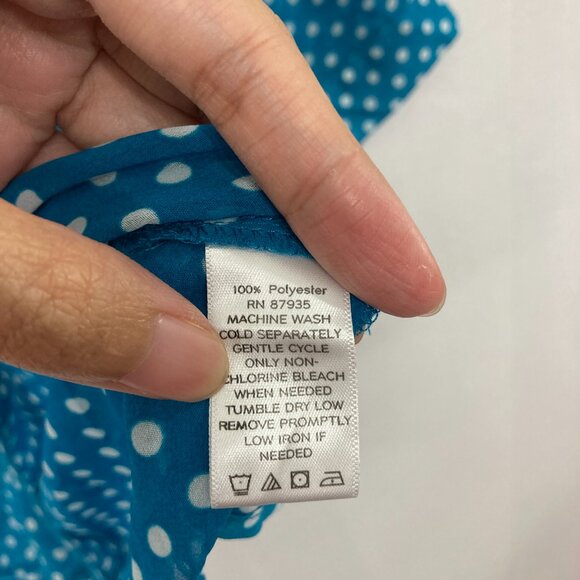 100% Polyester
RN 87935
MACHINE WASH
COLD SEPARATELY
GENTLE CYCLE
ONLY NON-
CHLORINE BLEACH
WHEN NEEDED
TUMBLE DRY LOW
REMOVE PROMPTLY
LOW IRON IF
NEEDED